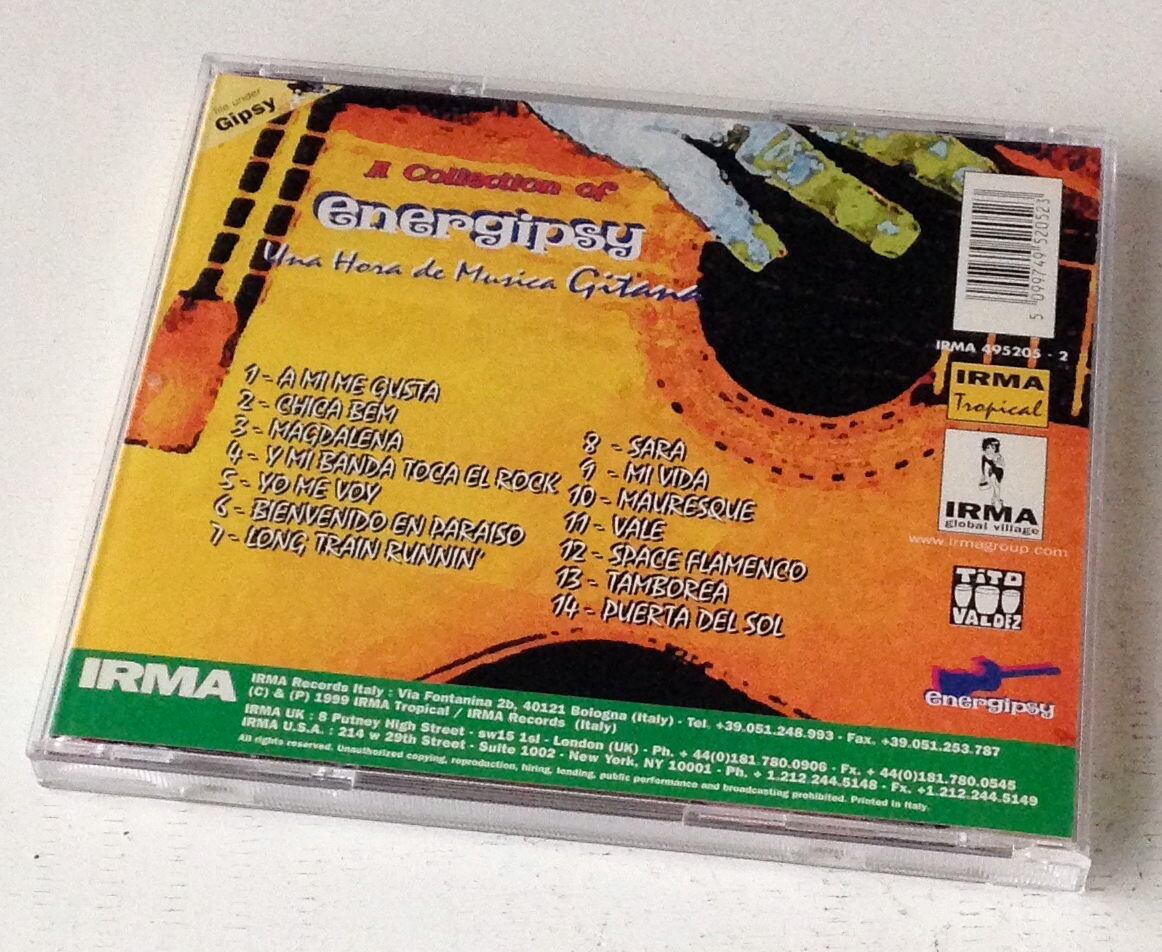 file under
Gipsy
A Collection of
energipsy
Una Hora de Musica Gitana
1 - A MI ME GUSTA
2 - CHICA BEM
3 - MAGDALENA
4 - Y MI BANDA TOCA EL ROCK
5 - YO ME VOY
6 - BIENVENIDO EN PARAISO
7 - LONG TRAIN RUNNIN'
8 - SARA
9 - MI VIDA
10 - MAURESQUE
11 - VALE
12 - SPACE FLAMENCO
13 - TAMBOREA
14 - PUERTA DEL SOL
5 099749 520523
IRMA 495205 - 2
IRMA
Tropical
IRMA
global village
www.irmagroup.com
TITO
VALDEZ
energipsy
IRMA
IRMA Records Italy : Via Fontanina 2b, 40121 Bologna (Italy) - Tel. +39.051.248.993 - Fax. +39.051.253.787
(C) & (P) 1999 IRMA Tropical / IRMA Records (Italy)
IRMA UK : 8 Putney High Street - sw15 1sl - London (UK) - Ph. + 44(0)181.780.0906 - Fx. + 44(0)181.780.0545
IRMA U.S.A. : 214 w 29th Street - Suite 1002 - New York, NY 10001 - Ph. + 1.212.244.5148 - Fx. +1.212.244.5149
All rights reserved. Unauthorized copying, reproduction, hiring, lending, public performance and broadcasting prohibited. Printed in Italy.